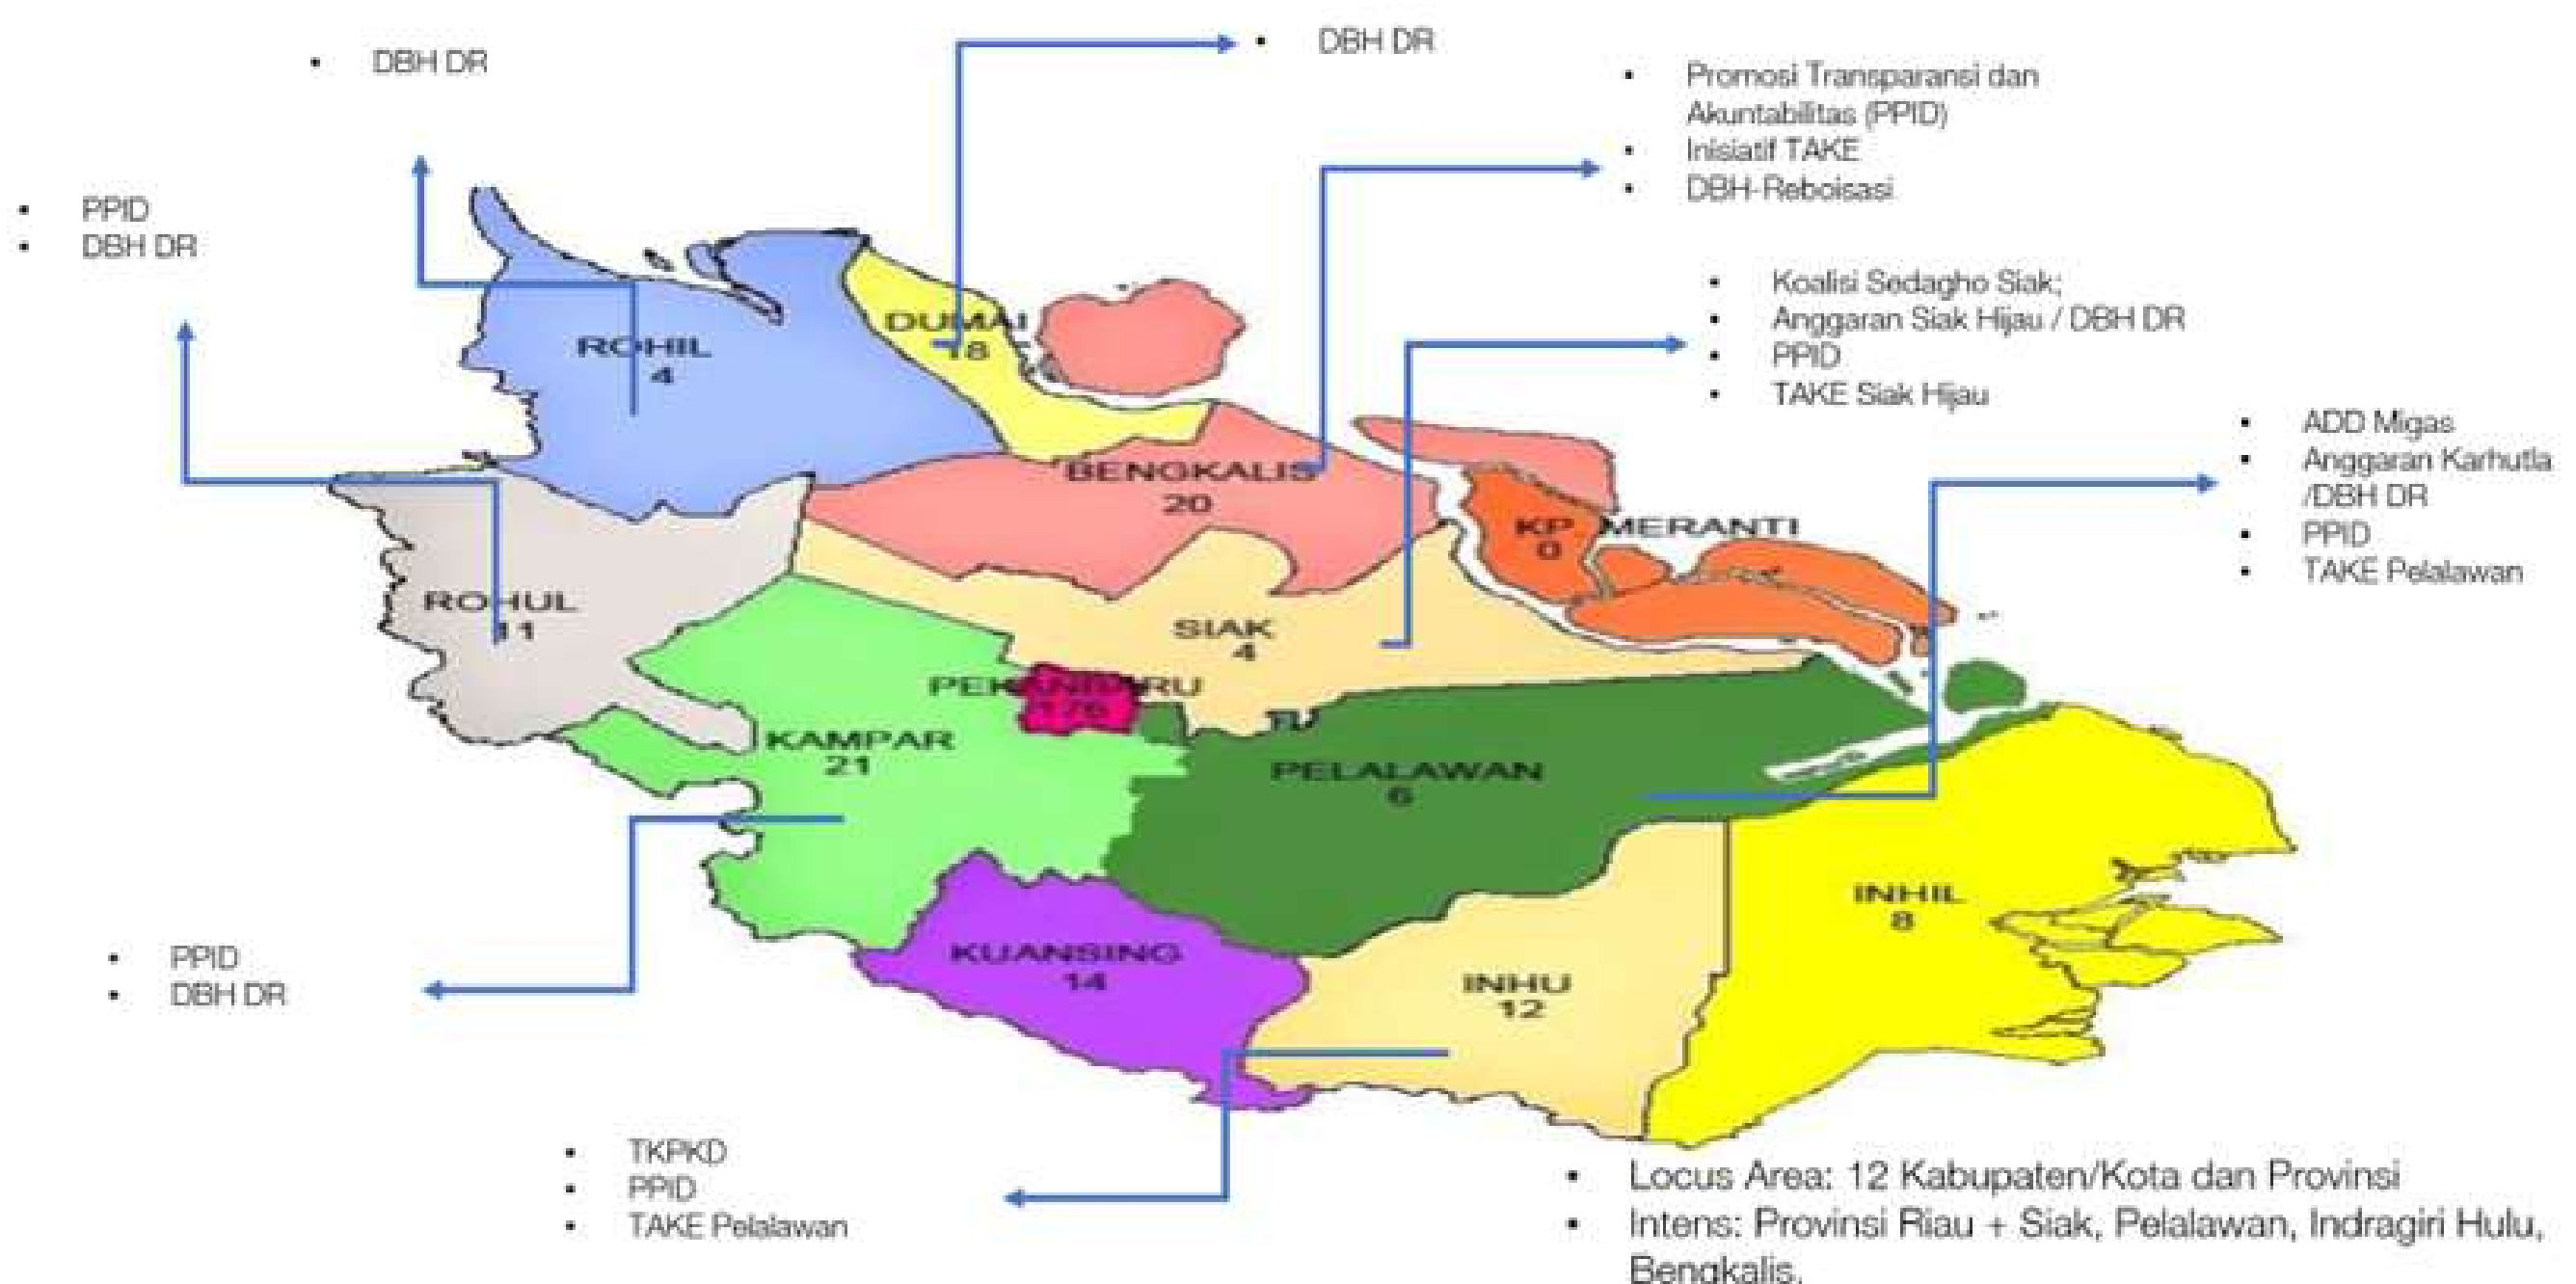 DBH DR
DBH DR
Promosi Transparansi dan
Akuntabilitas (PPID)
Inisiatif TAKE
DBH-Reboisasi
PPID
DBH DR
Koalisi Sedagho Siak;
Anggaran Siak Hijau / DBH DR
PPID
TAKE Siak Hijau
ADD Migas
Anggaran Karhutla
/DBH DR
PPID
TAKE Pelalawan
ROHIL
4
DUMAI
18
BENGKALIS
20
KP MERANTI
0
ROHUL
11
SIAK
4
PEKANBARU
176
KAMPAR
21
PELALAWAN
6
INHIL
8
KUANSING
14
INHU
12
PPID
DBH DR
TKPKD
PPID
TAKE Pelalawan
Locus Area: 12 Kabupaten/Kota dan Provinsi
Intens: Provinsi Riau + Siak, Pelalawan, Indragiri Hulu,
Bengkalis.